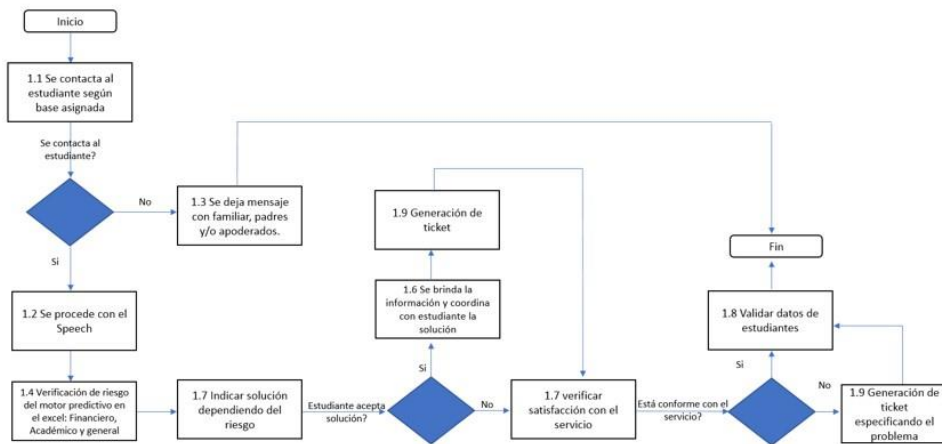 Inicio
1.1 Se contacta al
estudiante según
base asignada
Se contacta al
estudiante?
No
1.3 Se deja mensaje
con familiar, padres
y/o apoderados.
Si
1.2 Se procede con el
Speech
1.4 Verificación de riesgo
del motor predictivo en
el excel: Financiero,
Académico y general
1.7 Indicar solución
dependiendo del
riesgo
Estudiante acepta
solución?
Si
1.6 Se brinda la
información y coordina
con estudiante la
solución
1.9 Generación de
ticket
No
1.7 verificar
satisfacción con el
servicio
Está conforme con el
servicio?
Si
1.8 Validar datos de
estudiantes
Fin
No
1.9 Generación de
ticket
especificando el
problema